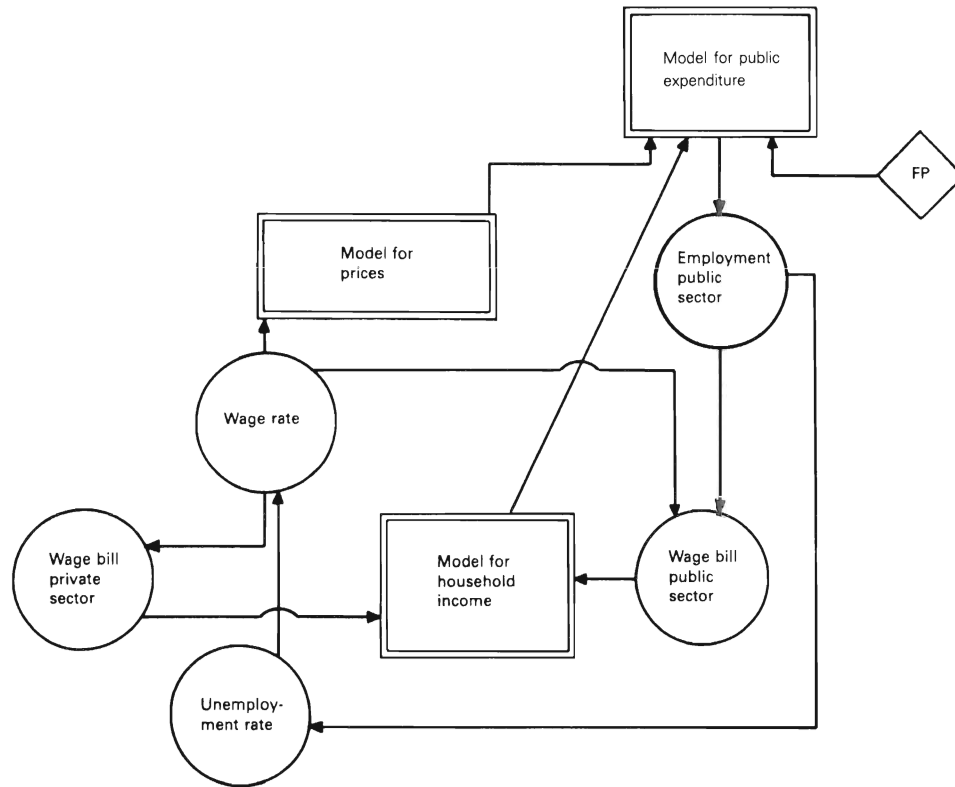 Model for public
expenditure
FP
Model for
prices
Employment
public
sector
Wage rate
Wage bill
private
sector
Model for
household
income
Wage bill
public
sector
Unemploy-
ment rate